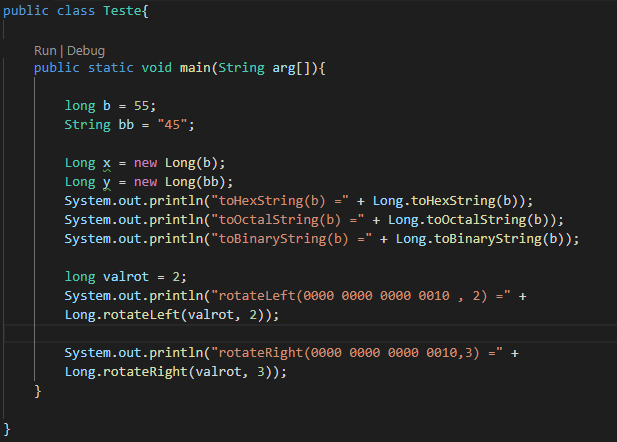 public class Teste{
Run | Debug
public static void main(String arg[]){
long b = 55;
String bb = "45";
Long x = new Long(b);
Long y = new Long(bb);
System.out.println("toHexString(b) =" + Long.toHexString(b));
System.out.println("toOctalString(b) =" + Long.toOctalString(b));
System.out.println("toBinaryString(b) =" + Long.toBinaryString(b));
long valrot = 2;
System.out.println("rotateLeft(0000 0000 0000 0010 , 2) =" +
Long.rotateLeft(valrot, 2));
System.out.println("rotateRight(0000 0000 0000 0010,3) =" +
Long.rotateRight(valrot, 3));
}
}